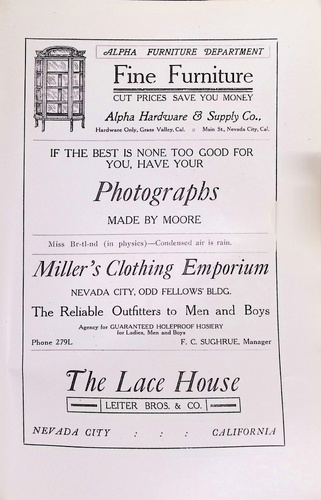 ALPHA FURNITURE DEPARTMENT
Fine Furniture
CUT PRICES SAVE YOU MONEY
Alpha Hardware & Supply Co.,
Hardware Only, Grass Valley, Cal. :: Main St., Nevada City, Cal.
IF THE BEST IS NONE TOO GOOD FOR
YOU, HAVE YOUR
Photographs
MADE BY MOORE
Miss Br-tl-nd (in physics)—Condensed air is rain.
Miller's Clothing Emporium
NEVADA CITY, ODD FELLOWS' BLDG.
The Reliable Outfitters to Men and Boys
Agency for GUARANTEED HOLEPROOF HOSIERY
for Ladies, Men and Boys
Phone 279L F. C. SUGHRUE, Manager
The Lace House
LEITER BROS. & CO.
NEVADA CITY : : : CALIFORNIA